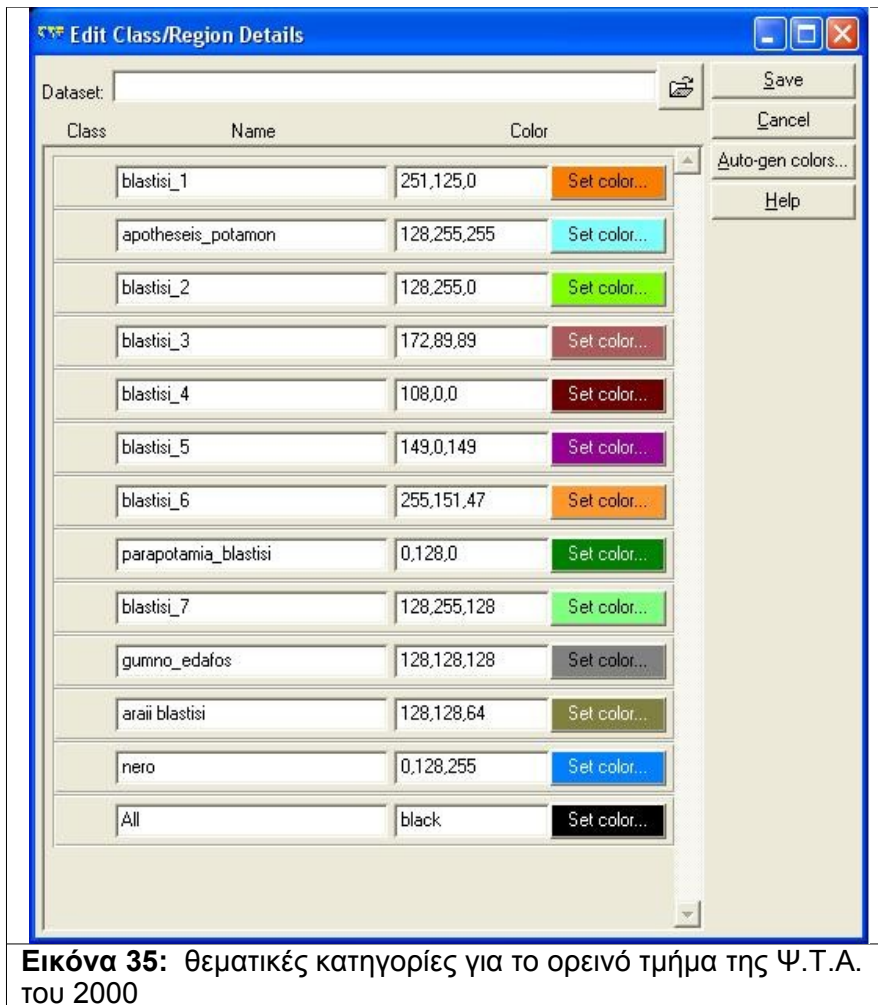 Edit Class/Region Details
Dataset:
Save
Cancel
Auto-gen colors...
Help
Class Name Color
blastisi_1 251,125,0 Set color...
apotheseis_potamon 128,255,255 Set color...
blastisi_2 128,255,0 Set color...
blastisi_3 172,89,89 Set color...
blastisi_4 108,0,0 Set color...
blastisi_5 149,0,149 Set color...
blastisi_6 255,151,47 Set color...
parapotamia_blastisi 0,128,0 Set color...
blastisi_7 128,255,128 Set color...
gumno_edafos 128,128,128 Set color...
araii blastisi 128,128,64 Set color...
nero 0,128,255 Set color...
All black Set color...
Εικόνα 35: θεματικές κατηγορίες για το ορεινό τμήμα της Ψ.Τ.Α.
του 2000